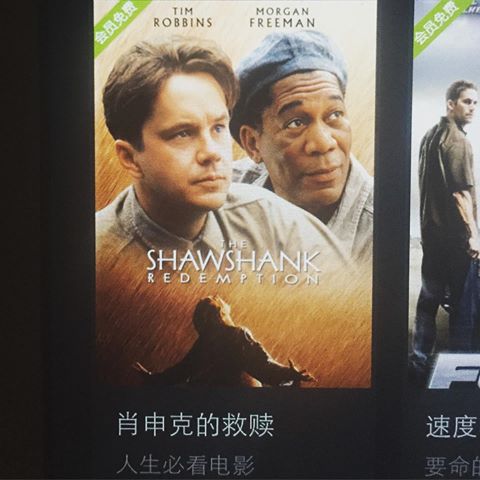 会员免费
TIM ROBBINS
MORGAN FREEMAN
THE
SHAWSHANK
REDEMPTION
肖申克的救赎
人生必看电影
会员免费
F
速度
要命的